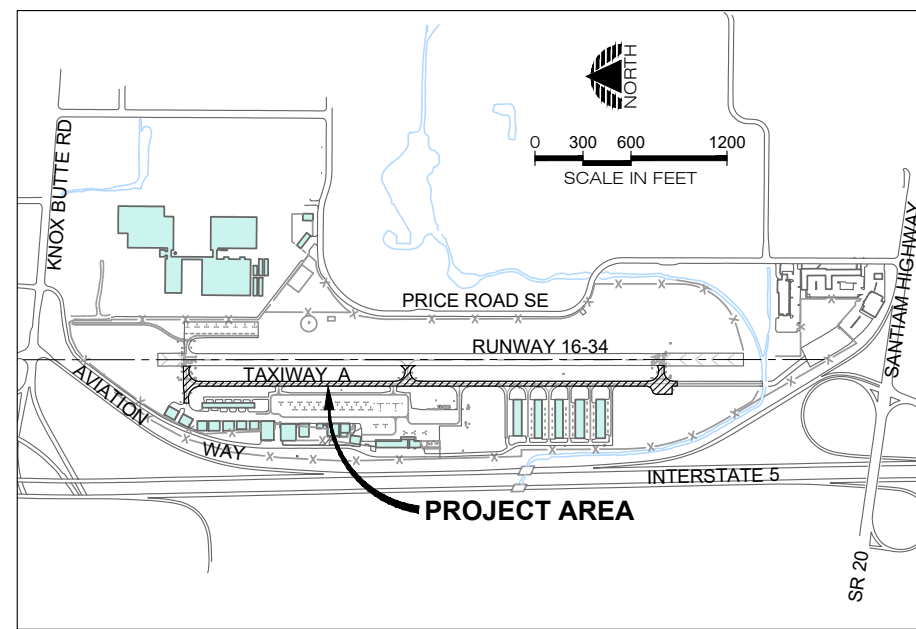 KNOX BUTTE RD
NORTH
0 300 600 1200
SCALE IN FEET
SANTIAM HIGHWAY
PRICE ROAD SE
RUNWAY 16-34
TAXIWAY A
AVIATION
WAY
INTERSTATE 5
PROJECT AREA
SR 20